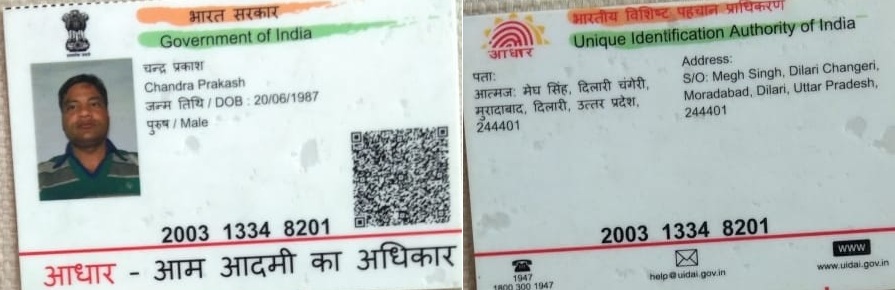 भारत सरकार
Government of India
चन्द्र प्रकाश
Chandra Prakash
जन्म तिथि / DOB : 20/06/1987
पुरुष / Male
2003 1334 8201
आधार - आम आदमी का अधिकार
भारतीय विशिष्ट पहचान प्राधिकरण
Unique Identification Authority of India
आधार
पता:
आत्मज: मेघ सिंह, दिलारी चंगेरी,
मुरादाबाद, दिलारी, उत्तर प्रदेश,
244401
Address:
S/O: Megh Singh, Dilari Changeri,
Moradabad, Dilari, Uttar Pradesh,
244401
2003 1334 8201
1947
1800 300 1947
help@uidai.gov.in
WWW
www.uidai.gov.in